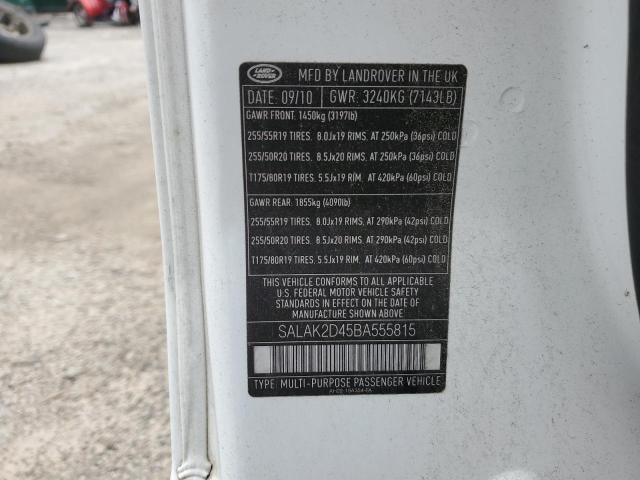 LAND
ROVER
MFD BY LANDROVER IN THE UK
DATE: 09/10 GWR: 3240KG (7143LB)
GAWR FRONT: 1450kg (3197lb)
255/55R19 TIRES, 8.0Jx19 RIMS, AT 250kPa (36psi) COLD
255/50R20 TIRES, 8.5Jx20 RIMS, AT 250kPa (36psi) COLD
T175/80R19 TIRES, 5.5Jx19 RIM, AT 420kPa (60psi) COLD
GAWR REAR: 1855kg (4090lb)
255/55R19 TIRES, 8.0Jx19 RIMS, AT 290kPa (42psi) COLD
255/50R20 TIRES, 8.5Jx20 RIMS, AT 290kPa (42psi) COLD
T175/80R19 TIRES, 5.5Jx19 RIM, AT 420kPa (60psi) COLD
THIS VEHICLE CONFORMS TO ALL APPLICABLE
U.S. FEDERAL MOTOR VEHICLE SAFETY
STANDARDS IN EFFECT ON THE DATE OF
MANUFACTURE SHOWN ABOVE
SALAK2D45BA555815
TYPE: MULTI-PURPOSE PASSENGER VEHICLE